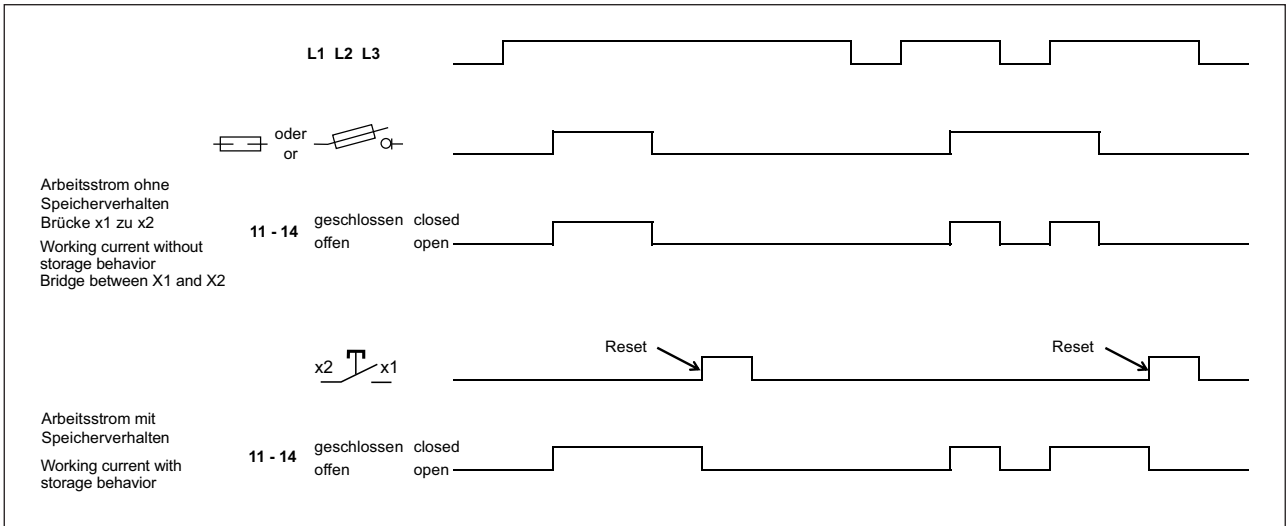 L1 L2 L3
oder
or
Arbeitsstrom ohne
Speicherverhalten
Brücke x1 zu x2
Working current without
storage behavior
Bridge between X1 and X2
11 - 14
geschlossen closed
offen open
x2 x1
Reset
Reset
Arbeitsstrom mit
Speicherverhalten
Working current with
storage behavior
11 - 14
geschlossen closed
offen open